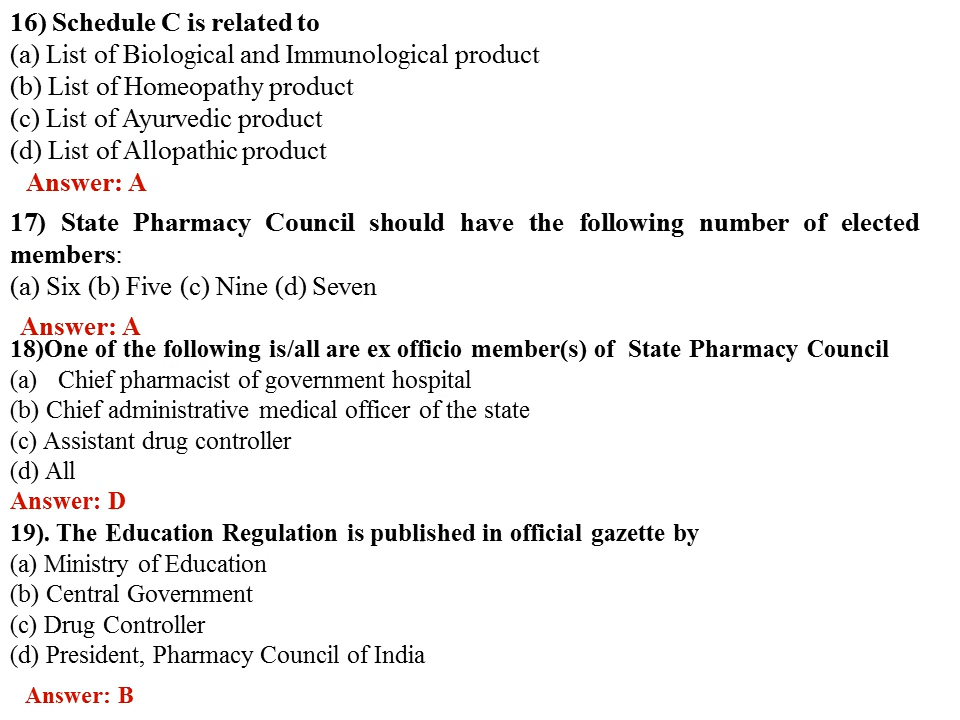 16) Schedule C is related to
(a) List of Biological and Immunological product
(b) List of Homeopathy product
(c) List of Ayurvedic product
(d) List of Allopathic product
Answer: A
17) State Pharmacy Council should have the following number of elected
members:
(a) Six (b) Five (c) Nine (d) Seven
Answer: A
18)One of the following is/all are ex officio member(s) of State Pharmacy Council
(a) Chief pharmacist of government hospital
(b) Chief administrative medical officer of the state
(c) Assistant drug controller
(d) All
Answer: D
19). The Education Regulation is published in official gazette by
(a) Ministry of Education
(b) Central Government
(c) Drug Controller
(d) President, Pharmacy Council of India
Answer: B